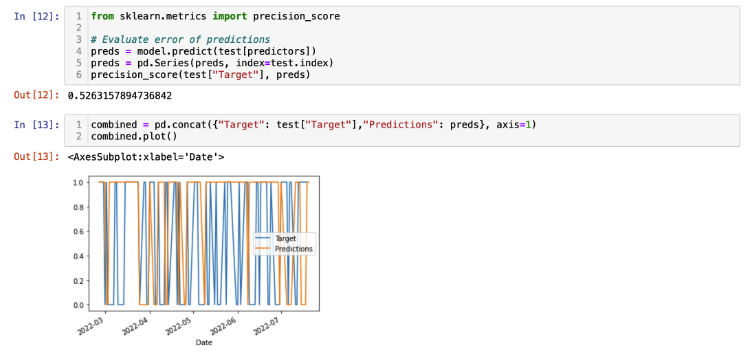 In [12]:
1 from sklearn.metrics import precision_score
2
3 # Evaluate error of predictions
4 preds = model.predict(test[predictors])
5 preds = pd.Series(preds, index=test.index)
6 precision_score(test["Target"], preds)
Out[12]: 0.5263157894736842
In [13]:
1 combined = pd.concat({"Target": test["Target"],"Predictions": preds}, axis=1)
2 combined.plot()
Out[13]: <AxesSubplot:xlabel='Date'>
1.0
0.8
0.6
0.4
0.2
0.0
Target
Predictions
2022-03
2022-04
2022-05
2022-06
2022-07
Date